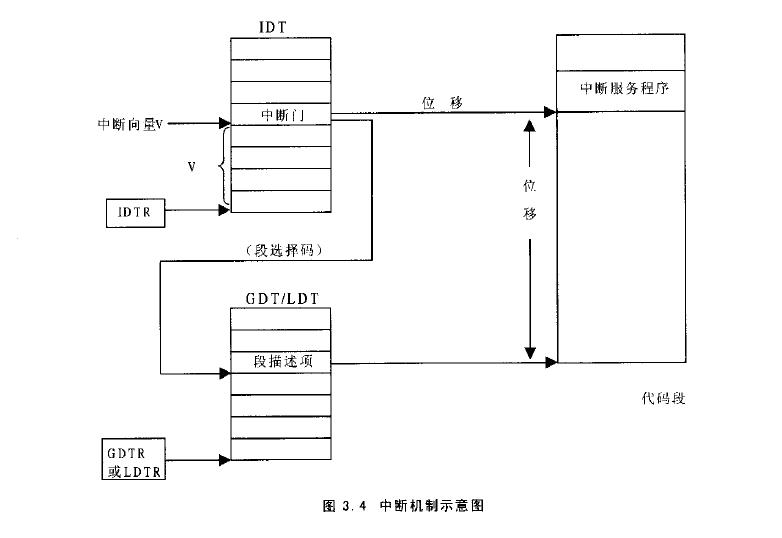 IDT
中断服务程序
中断门
位 移
中断向量V
V
位
移
IDTR
(段选择码)
GDT/LDT
段描述项
代码段
GDTR
或LDTR
图 3.4 中断机制示意图